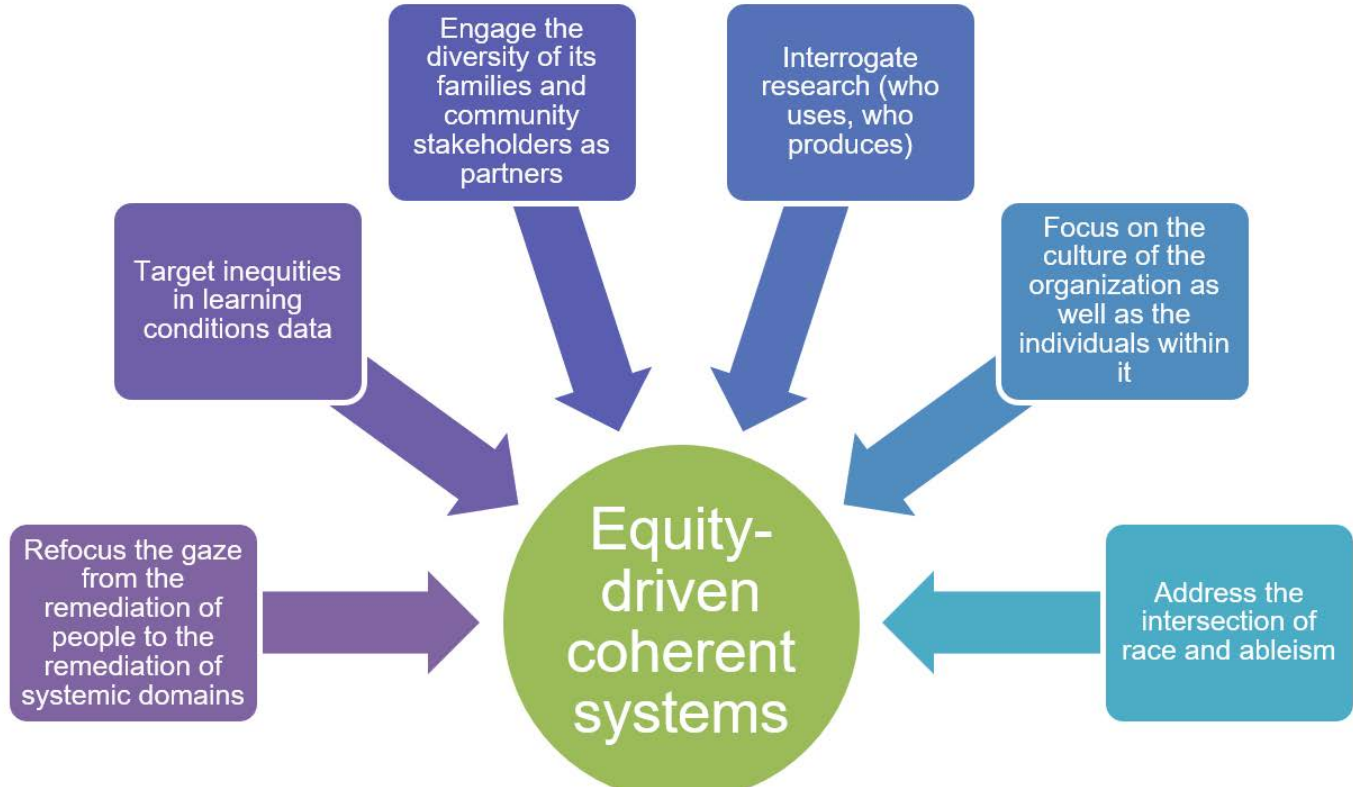 Engage the
diversity of its
families and
community
stakeholders as
partners
Interrogate
research (who
uses, who
produces)
Target inequities
in learning
conditions data
Focus on the
culture of the
organization as
well as the
individuals within
it
Refocus the gaze
from the
remediation of
people to the
remediation of
systemic domains
Equity-
driven
coherent
systems
Address the
intersection of
race and ableism